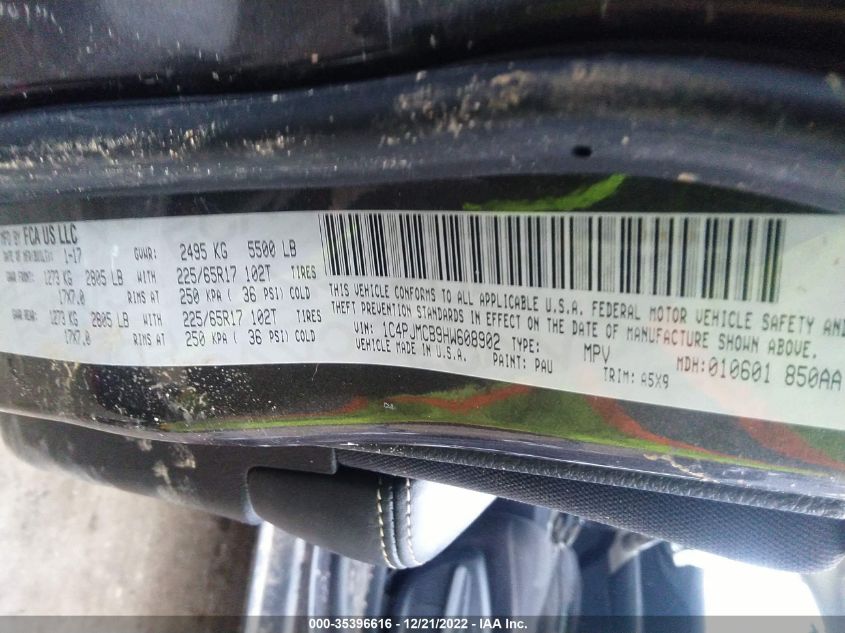 MFD BY FCA US LLC
DATE OF MFR/BUILT: 1-17 GVWR: 2495 KG 5500 LB
GAWR FRONT: 1273 KG 2805 LB WITH 225/65R17 102T TIRES
17X7.0 RIMS AT 250 KPA ( 36 PSI) COLD
GAWR REAR: 1273 KG 2805 LB WITH 225/65R17 102T TIRES
17X7.0 RIMS AT 250 KPA ( 36 PSI) COLD
THIS VEHICLE CONFORMS TO ALL APPLICABLE U.S.A. FEDERAL MOTOR VEHICLE SAFETY AND
THEFT PREVENTION STANDARDS IN EFFECT ON THE DATE OF MANUFACTURE SHOWN ABOVE.
VIN: 1C4PJMCB9HW608902 TYPE: MPV MDH:010601 850AA
VEHICLE MADE IN U.S.A. PAINT: PAU TRIM: A5X9
000-35396616 - 12/21/2022 - IAA Inc.